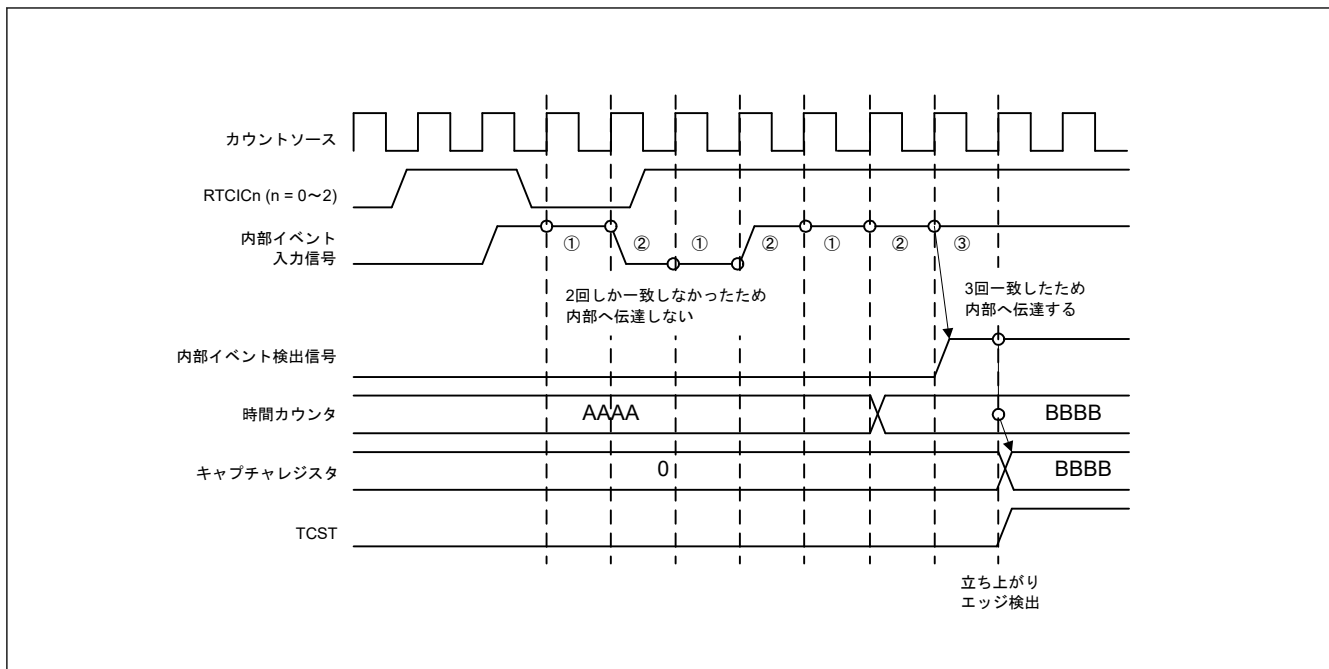 カウントソース
RTCICn (n = 0～2)
内部イベント
入力信号
① ② ① ② ① ② ③
2回しか一致しなかったため
内部へ伝達しない
3回一致したため
内部へ伝達する
内部イベント検出信号
時間カウンタ
AAAA
BBBB
キャプチャレジスタ
0
BBBB
TCST
立ち上がり
エッジ検出